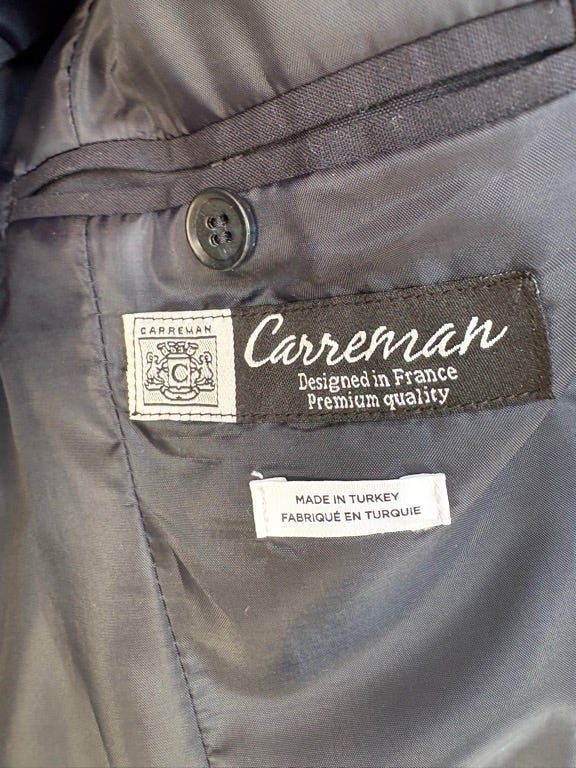 CARREMAN
C
Carreman
Designed in France
Premium quality
MADE IN TURKEY
FABRIQUÉ EN TURQUIE